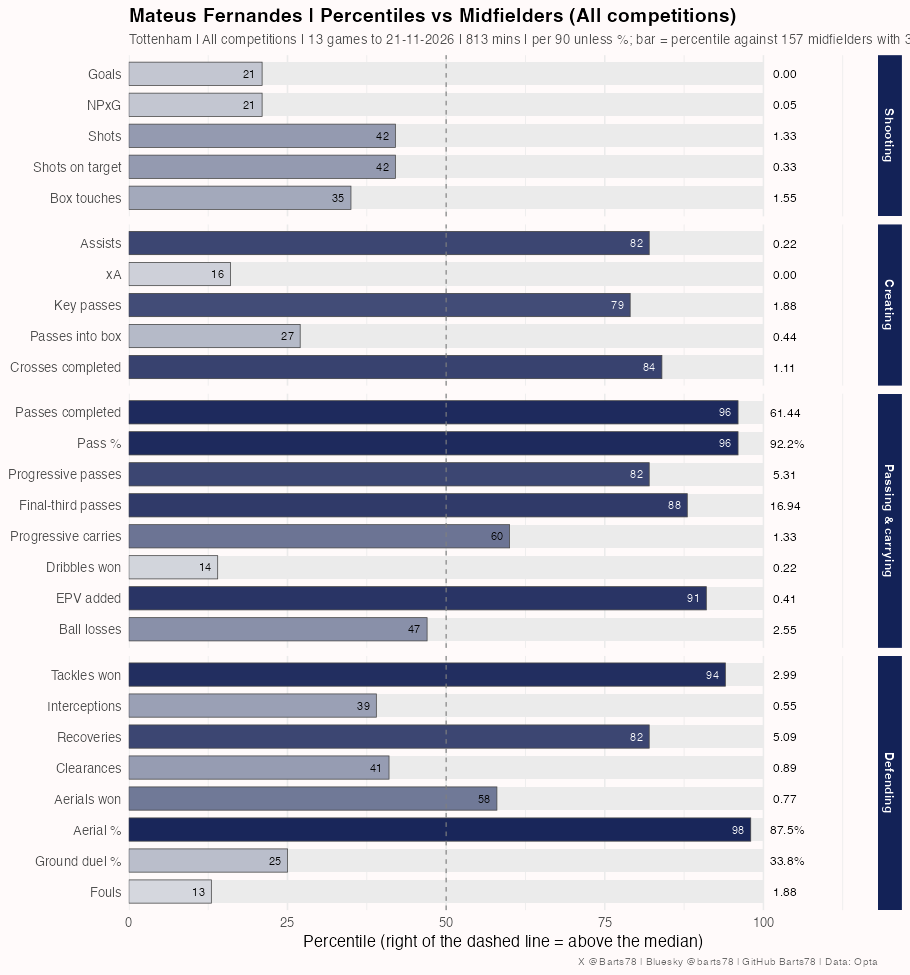 Mateus Fernandes | Percentiles vs Midfielders (All competitions)
Tottenham | All competitions | 13 games to 21-11-2026 | 813 mins | per 90 unless %; bar = percentile against 157 midfielders with 3
Goals 21 0.00
NPxG 21 0.05
Shots 42 1.33
Shots on target 42 0.33
Box touches 35 1.55
Shooting
Assists 82 0.22
xA 16 0.00
Key passes 79 1.88
Passes into box 27 0.44
Crosses completed 84 1.11
Creating
Passes completed 96 61.44
Pass % 96 92.2%
Progressive passes 82 5.31
Final-third passes 88 16.94
Progressive carries 60 1.33
Dribbles won 14 0.22
EPV added 91 0.41
Ball losses 47 2.55
Passing & carrying
Tackles won 94 2.99
Interceptions 39 0.55
Recoveries 82 5.09
Clearances 41 0.89
Aerials won 58 0.77
Aerial % 98 87.5%
Ground duel % 25 33.8%
Fouls 13 1.88
Defending
0 25 50 75 100
Percentile (right of the dashed line = above the median)
X @Barts78 | Bluesky @barts78 | GitHub Barts78 | Data: Opta